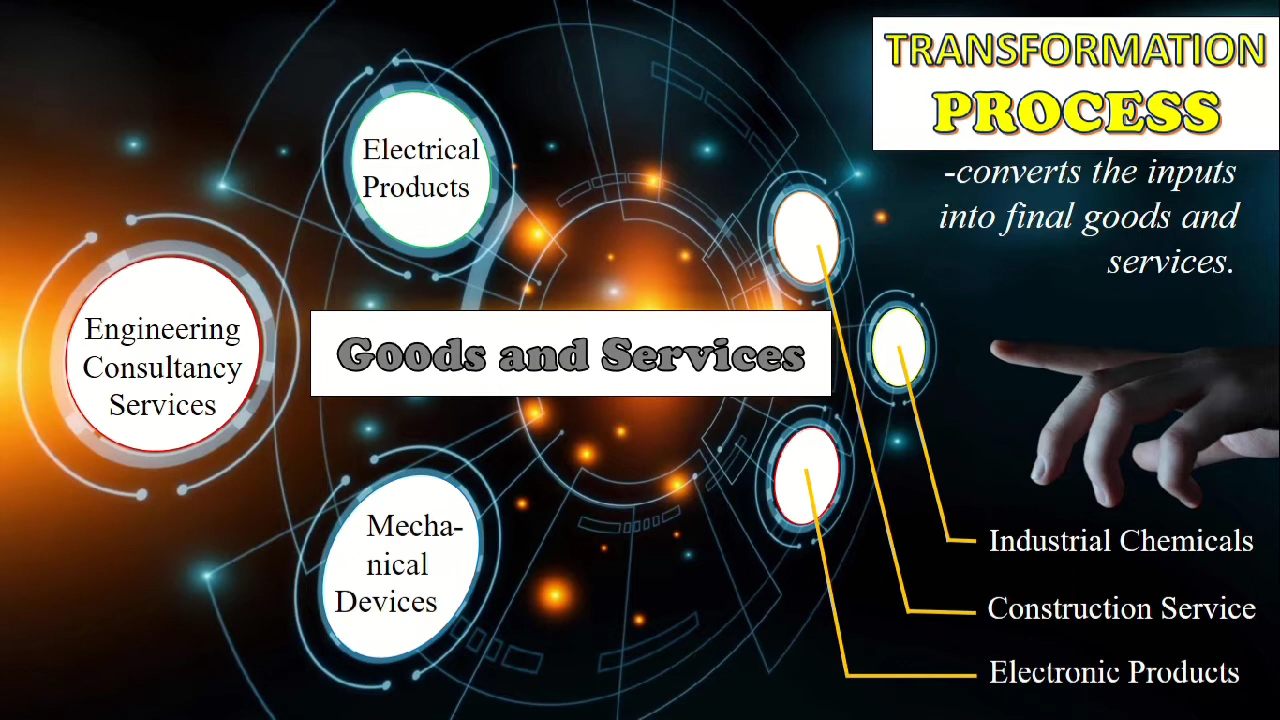 TRANSFORMATION
PROCESS
-converts the inputs
into final goods and
services.
Electrical
Products
Engineering
Consultancy
Services
Goods and Services
Mecha-
nical
Devices
Industrial Chemicals
Construction Service
Electronic Products